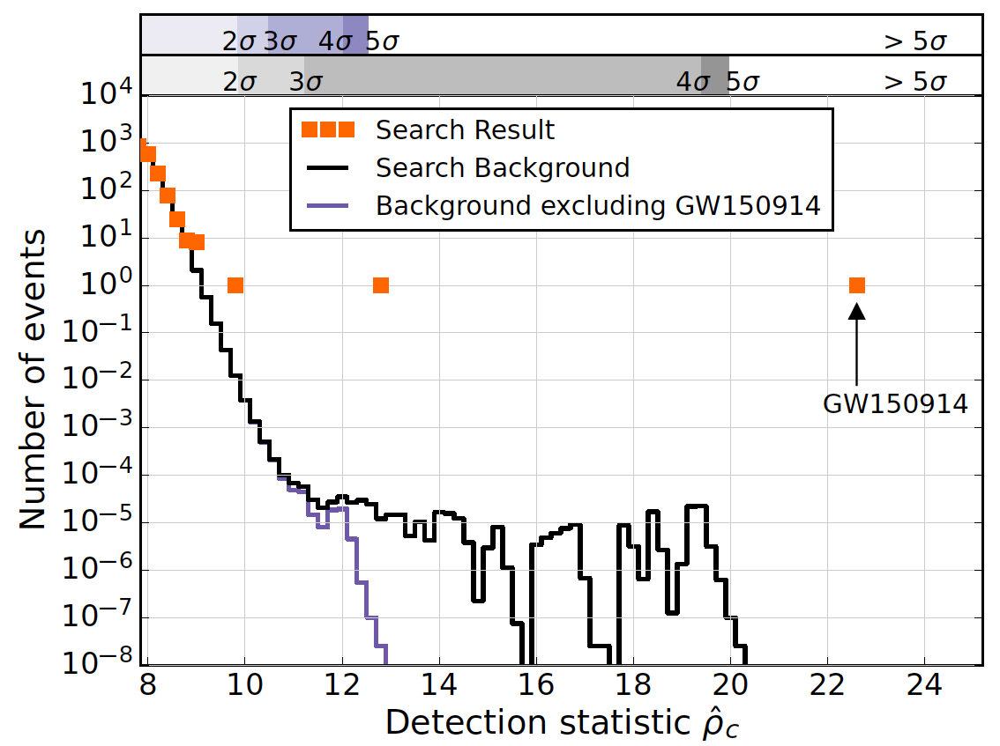 2σ 3σ 4σ 5σ > 5σ
2σ 3σ 4σ 5σ > 5σ
Search Result
Search Background
Background excluding GW150914
GW150914
Number of events
10⁴
10³
10²
10¹
10⁰
10⁻¹
10⁻²
10⁻³
10⁻⁴
10⁻⁵
10⁻⁶
10⁻⁷
10⁻⁸
8 10 12 14 16 18 20 22 24
Detection statistic ρ̂_c